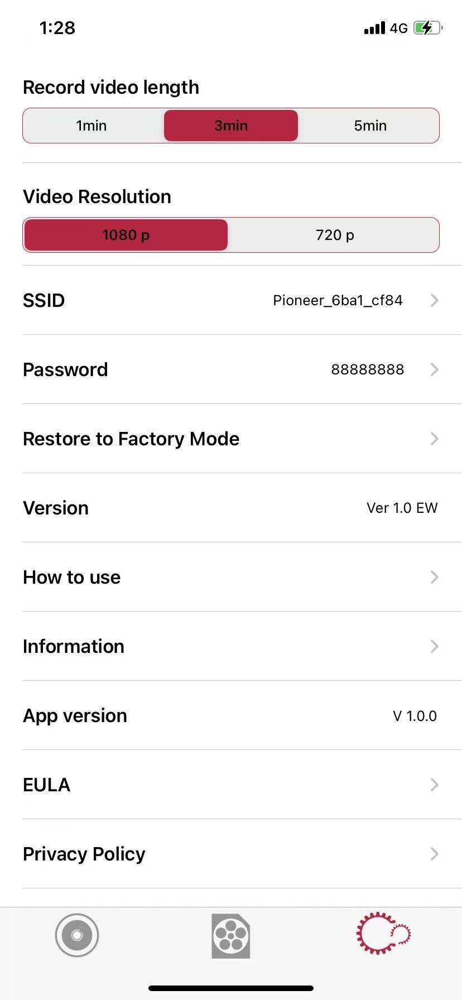 1:28 4G
Record video length
1min 3min 5min
Video Resolution
1080 p 720 p
SSID Pioneer_6ba1_cf84
Password 88888888
Restore to Factory Mode
Version Ver 1.0 EW
How to use
Information
App version V 1.0.0
EULA
Privacy Policy